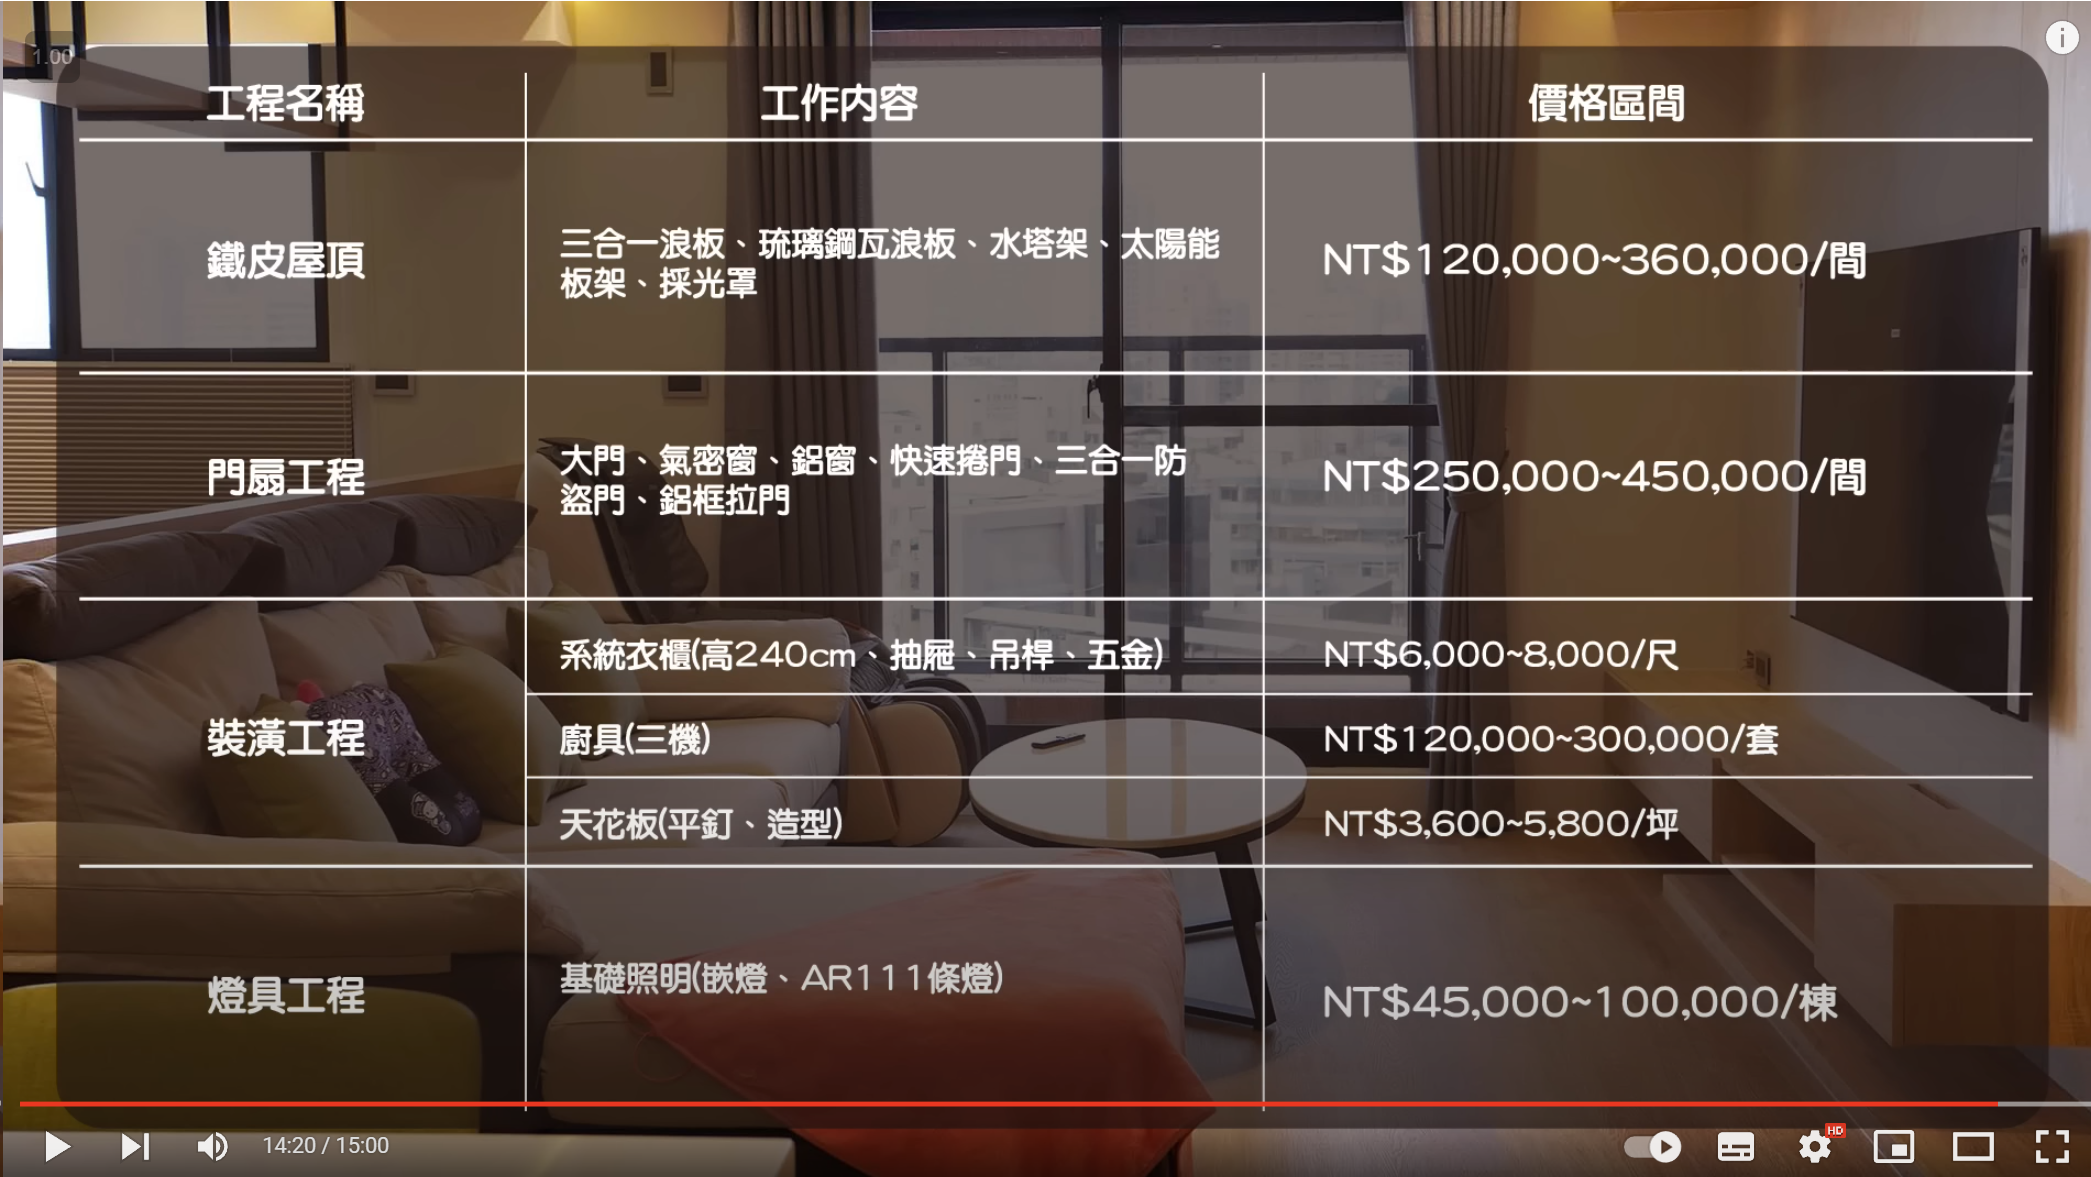 1.00
工程名稱
工作內容
價格區間
鐵皮屋頂
三合一浪板、琉璃鋼瓦浪板、水塔架、太陽能
板架、採光罩
NT$120,000~360,000/間
門扇工程
大門、氣密窗、鋁窗、快速捲門、三合一防
盜門、鋁框拉門
NT$250,000~450,000/間
裝潢工程
系統衣櫃(高240cm、抽屜、吊桿、五金)
NT$6,000~8,000/尺
廚具(三機)
NT$120,000~300,000/套
天花板(平釘、造型)
NT$3,600~5,800/坪
燈具工程
基礎照明(嵌燈、AR111條燈)
NT$45,000~100,000/棟
14:20 / 15:00
HD